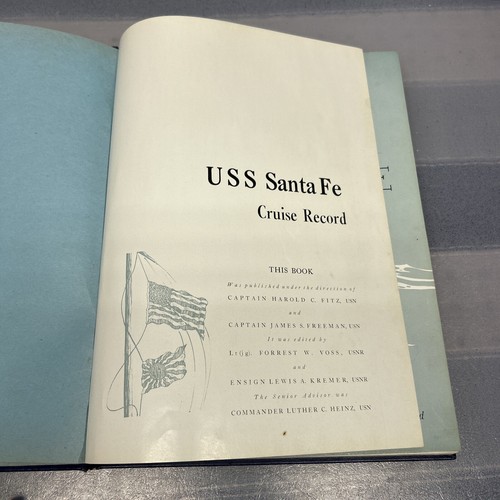 USS Santa Fe
Cruise Record
THIS BOOK
Was published under the direction of
CAPTAIN HAROLD C. FITZ, USN
and
CAPTAIN JAMES S. FREEMAN, USN
It was edited by
Lt(jg): FORREST W. VOSS, USNR
and
ENSIGN LEWIS A. KREMER, USNR
The Senior Advisor was
COMMANDER LUTHER C. HEINZ, USN